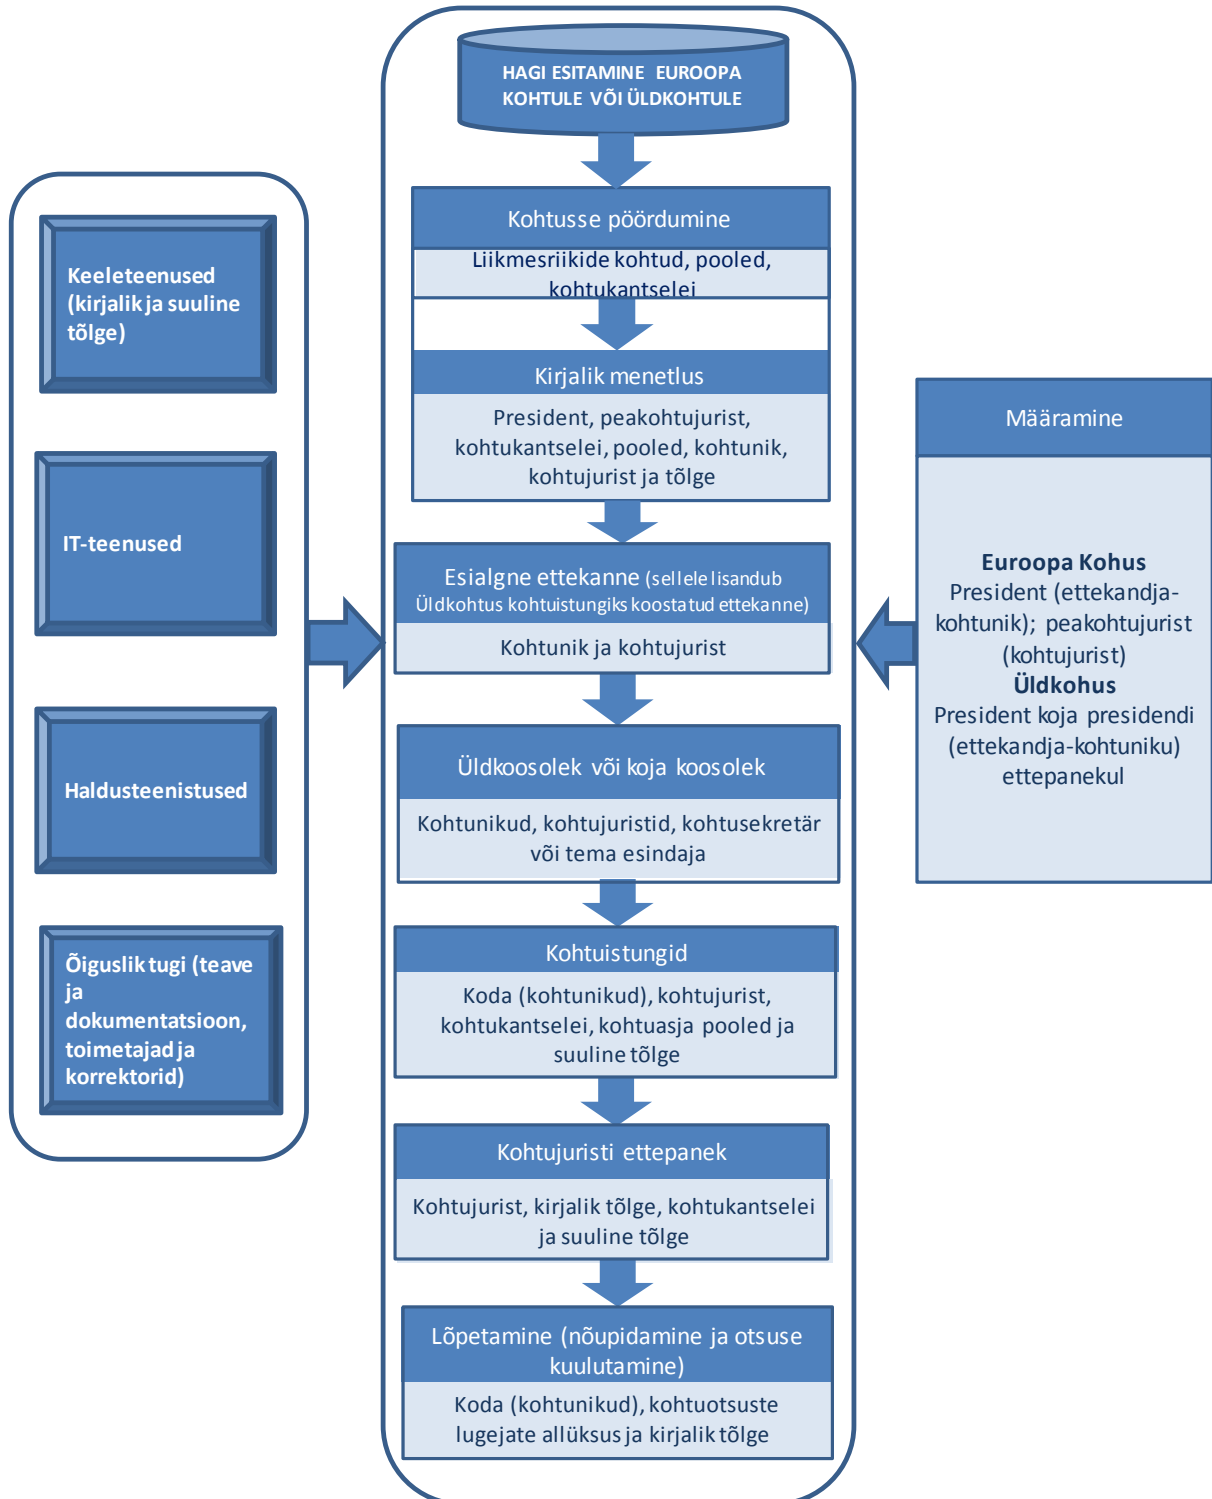 HAGI ESITAMINE EUROOPA
KOHTULE VÕI ÜLDKOHTULE
Kohtusse pöördumine
Liikmesriikide kohtud, pooled,
kohtukantselei
Kirjalik menetlus
President, peakohtujurist,
kohtukantselei, pooled, kohtunik,
kohtujurist ja tõlge
Esialgne ettekanne (sellele lisandub
Üldkohtus kohtuistungiks koostatud ettekanne)
Kohtunik ja kohtujurist
Üldkoosolek või koja koosolek
Kohtunikud, kohtujuristid, kohtusekretär
või tema esindaja
Kohtuistungid
Koda (kohtunikud), kohtujurist,
kohtukantselei, kohtuasja pooled ja
suuline tõlge
Kohtujuristi ettepanek
Kohtujurist, kirjalik tõlge, kohtukantselei
ja suuline tõlge
Lõpetamine (nõupidamine ja otsuse
kuulutamine)
Koda (kohtunikud), kohtuotsuste
lugejate allüksus ja kirjalik tõlge
Keeleteenused
(kirjalik ja suuline
tõlge)
IT-teenused
Haldusteenistused
Õiguslik tugi (teave
ja
dokumentatsioon,
toimetajad ja
korrektorid)
Määramine
Euroopa Kohus
President (ettekandja-
kohtunik); peakohtujurist
(kohtujurist)
Üldkohus
President koja presidendi
(ettekandja-kohtuniku)
ettepanekul